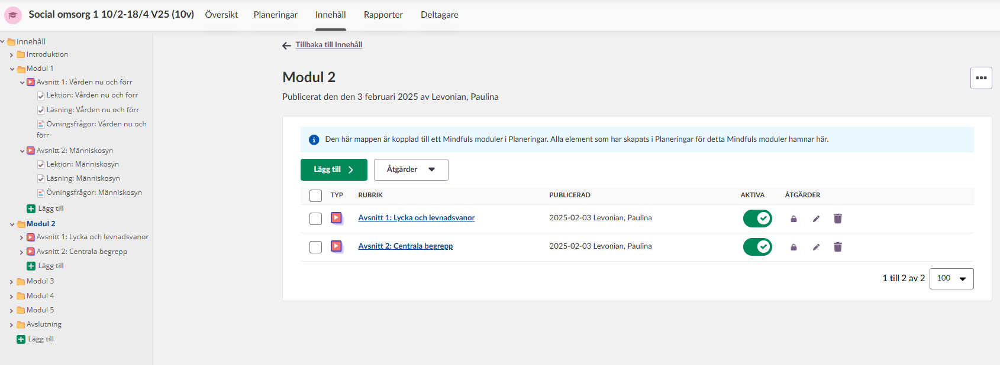 Social omsorg 1 10/2-18/4 V25 (10v)
Översikt
Planeringar
Innehåll
Rapporter
Deltagare
Innehåll
Introduktion
Modul 1
Avsnitt 1: Vården nu och förr
Lektion: Vården nu och förr
Läsning: Vården nu och förr
Övningsfrågor: Vården nu och
förr
Avsnitt 2: Människosyn
Lektion: Människosyn
Läsning: Människosyn
Övningsfrågor: Människosyn
Lägg till
Modul 2
Avsnitt 1: Lycka och levnadsvanor
Avsnitt 2: Centrala begrepp
Lägg till
Modul 3
Modul 4
Modul 5
Avslutning
Lägg till
Tillbaka till Innehåll
Modul 2
Publicerat den den 3 februari 2025 av Levonian, Paulina
Den här mappen är kopplad till ett Mindfuls moduler i Planeringar. Alla element som har skapats i Planeringar för detta Mindfuls moduler hamnar här.
Lägg till
Åtgärder
TYP RUBRIK PUBLICERAD AKTIVA ÅTGÄRDER
Avsnitt 1: Lycka och levnadsvanor 2025-02-03 Levonian, Paulina
Avsnitt 2: Centrala begrepp 2025-02-03 Levonian, Paulina
1 till 2 av 2 100